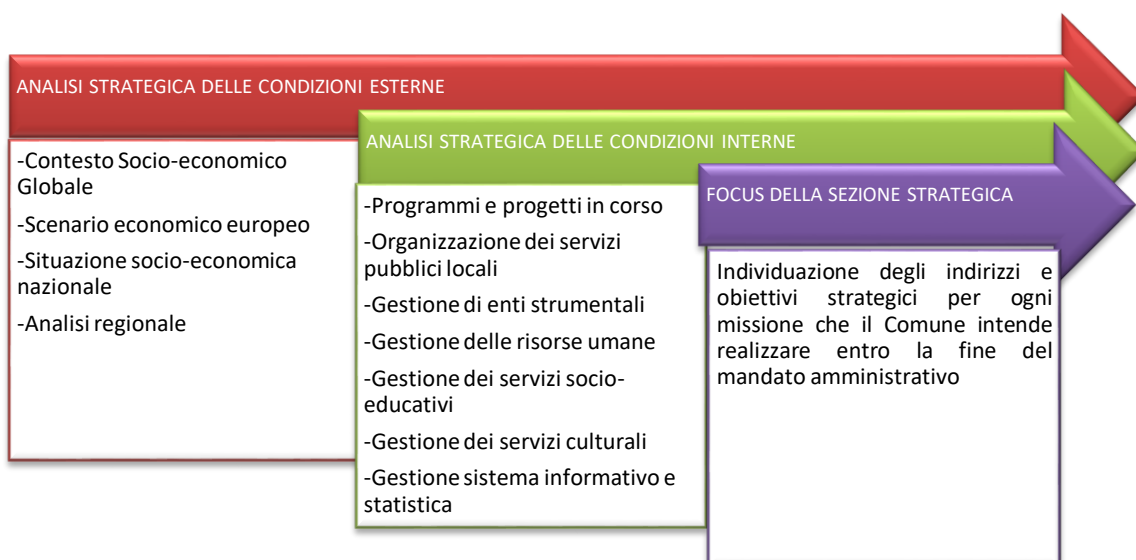 ANALISI STRATEGICA DELLE CONDIZIONI ESTERNE
-Contesto Socio-economico
Globale
-Scenario economico europeo
-Situazione socio-economica
nazionale
-Analisi regionale
ANALISI STRATEGICA DELLE CONDIZIONI INTERNE
-Programmi e progetti in corso
-Organizzazione dei servizi
pubblici locali
-Gestione di enti strumentali
-Gestione delle risorse umane
-Gestione dei servizi socio-
educativi
-Gestione dei servizi culturali
-Gestione sistema informativo e
statistica
FOCUS DELLA SEZIONE STRATEGICA
Individuazione degli indirizzi e
obiettivi strategici per ogni
missione che il Comune intende
realizzare entro la fine del
mandato amministrativo